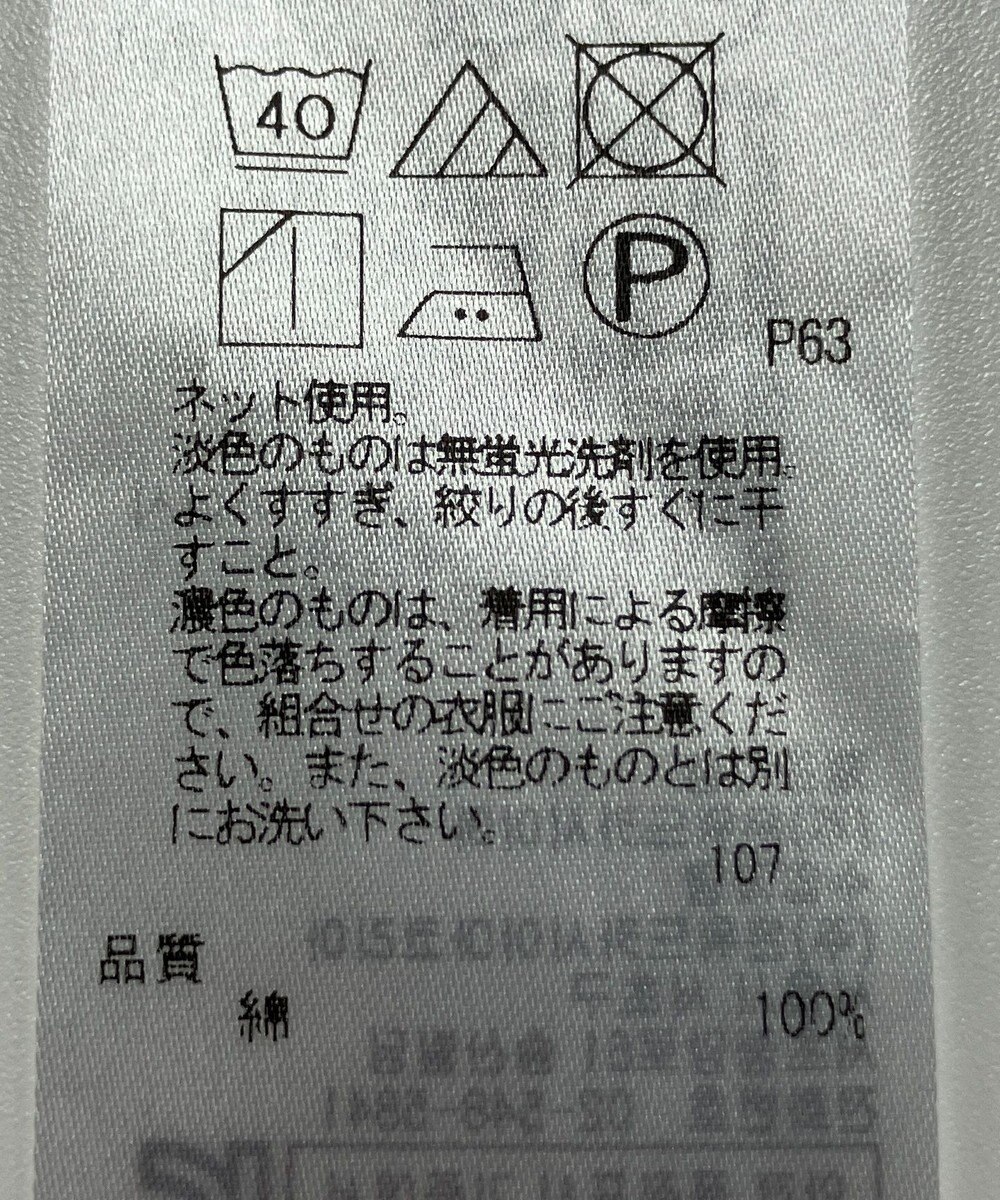 40
P
P63
ネット使用。
淡色のものは無蛍光洗剤を使用。
よくすすぎ、絞りの後すぐに干
すこと。
濃色のものは、着用による摩擦
で色落ちすることがありますの
で、組合せの衣服にご注意くだ
さい。また、淡色のものとは別
にお洗い下さい。
107
品質
綿 100%